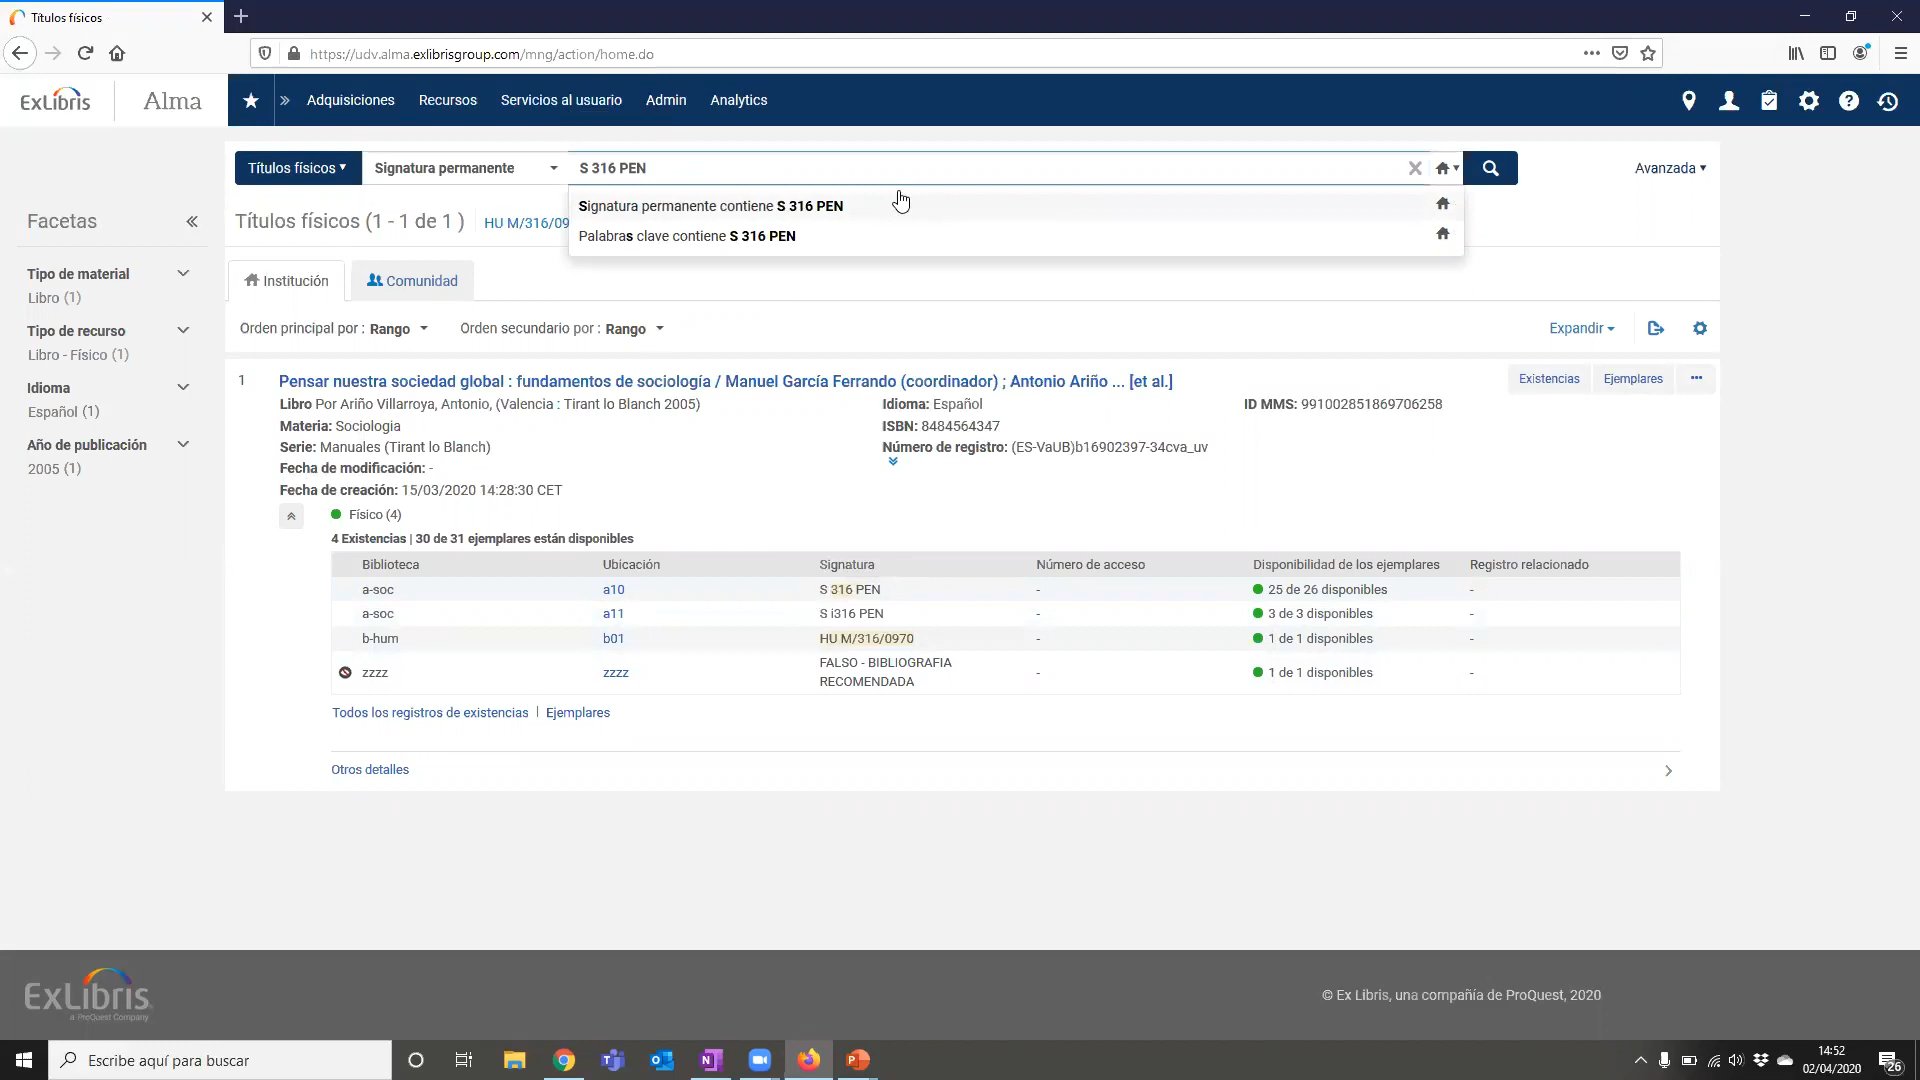 Títulos físicos
https://udv.alma.exlibrisgroup.com/mng/action/home.do
ExLibris Alma Adquisiciones Recursos Servicios al usuario Admin Analytics
Títulos físicos Signatura permanente S 316 PEN Avanzada
Signatura permanente contiene S 316 PEN
Palabras clave contiene S 316 PEN
Facetas
Títulos físicos (1 - 1 de 1 ) HU M/316/09
Tipo de material
Libro (1)
Tipo de recurso
Libro - Físico (1)
Idioma
Español (1)
Año de publicación
2005 (1)
Institución Comunidad
Orden principal por : Rango Orden secundario por : Rango Expandir
1 Pensar nuestra sociedad global : fundamentos de sociología / Manuel García Ferrando (coordinador) ; Antonio Ariño ... [et al.] Existencias Ejemplares
Libro Por Ariño Villarroya, Antonio, (Valencia : Tirant lo Blanch 2005) Idioma: Español ID MMS: 991002851869706258
Materia: Sociologia ISBN: 8484564347
Serie: Manuales (Tirant lo Blanch) Número de registro: (ES-VaUB)b16902397-34cva_uv
Fecha de modificación: -
Fecha de creación: 15/03/2020 14:28:30 CET
Físico (4)
4 Existencias | 30 de 31 ejemplares están disponibles
Biblioteca Ubicación Signatura Número de acceso Disponibilidad de los ejemplares Registro relacionado
a-soc a10 S 316 PEN - 25 de 26 disponibles -
a-soc a11 S i316 PEN - 3 de 3 disponibles -
b-hum b01 HU M/316/0970 - 1 de 1 disponibles -
zzzz zzzz FALSO - BIBLIOGRAFIA RECOMENDADA - 1 de 1 disponibles -
Todos los registros de existencias | Ejemplares
Otros detalles
ExLibris
a ProQuest Company
© Ex Libris, una compañía de ProQuest, 2020
Escribe aquí para buscar
14:52
02/04/2020
26